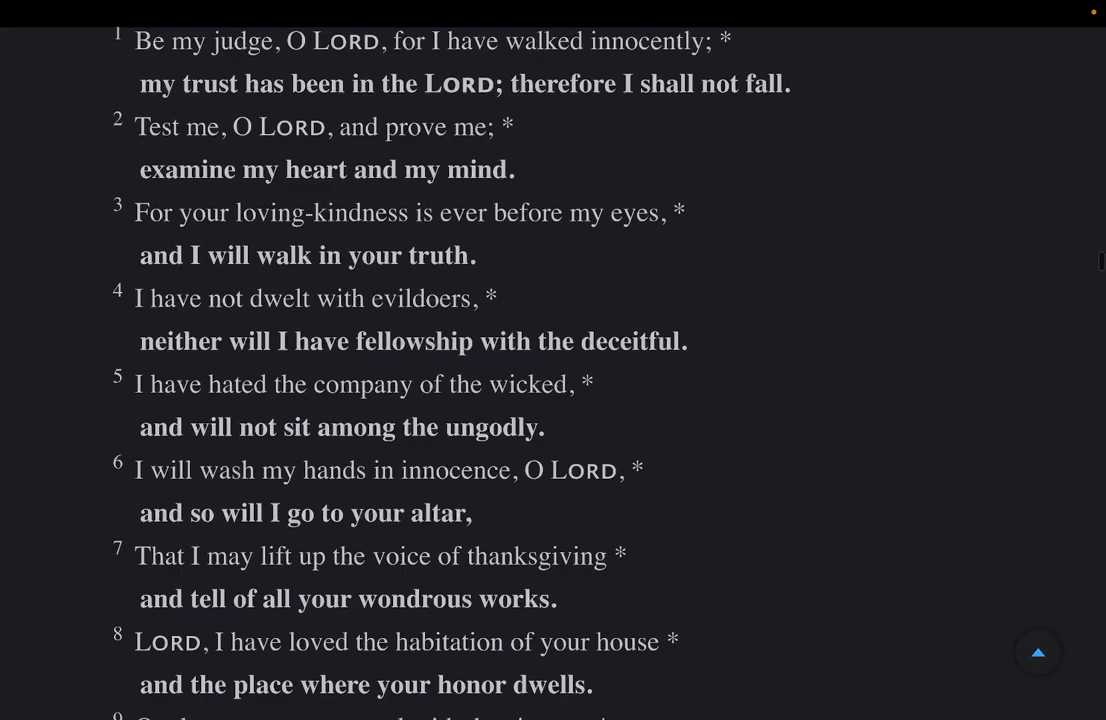 1 Be my judge, O LORD, for I have walked innocently; *
my trust has been in the LORD; therefore I shall not fall.
2 Test me, O LORD, and prove me; *
examine my heart and my mind.
3 For your loving-kindness is ever before my eyes, *
and I will walk in your truth.
4 I have not dwelt with evildoers, *
neither will I have fellowship with the deceitful.
5 I have hated the company of the wicked, *
and will not sit among the ungodly.
6 I will wash my hands in innocence, O LORD, *
and so will I go to your altar,
7 That I may lift up the voice of thanksgiving *
and tell of all your wondrous works.
8 LORD, I have loved the habitation of your house *
and the place where your honor dwells.
9